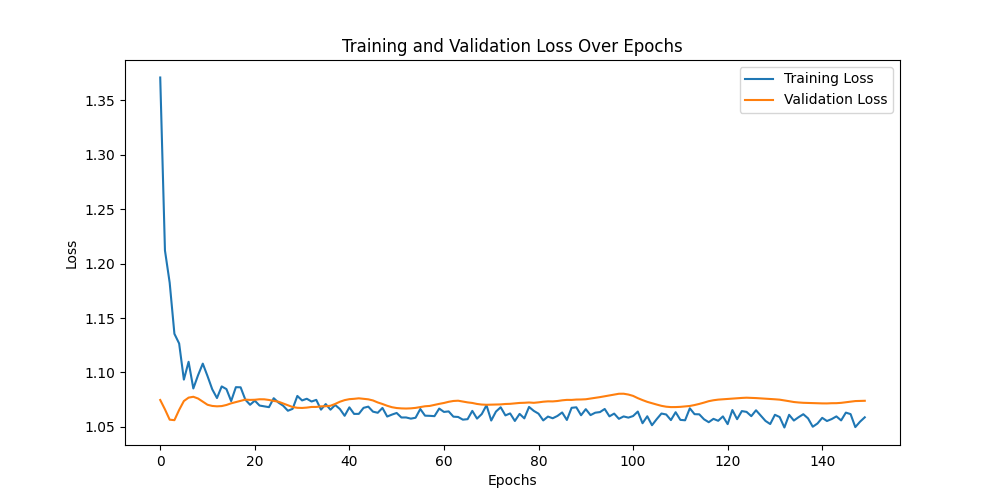 Training and Validation Loss Over Epochs
Training Loss
Validation Loss
1.35
1.30
1.25
1.20
1.15
1.10
1.05
Loss
0 20 40 60 80 100 120 140
Epochs